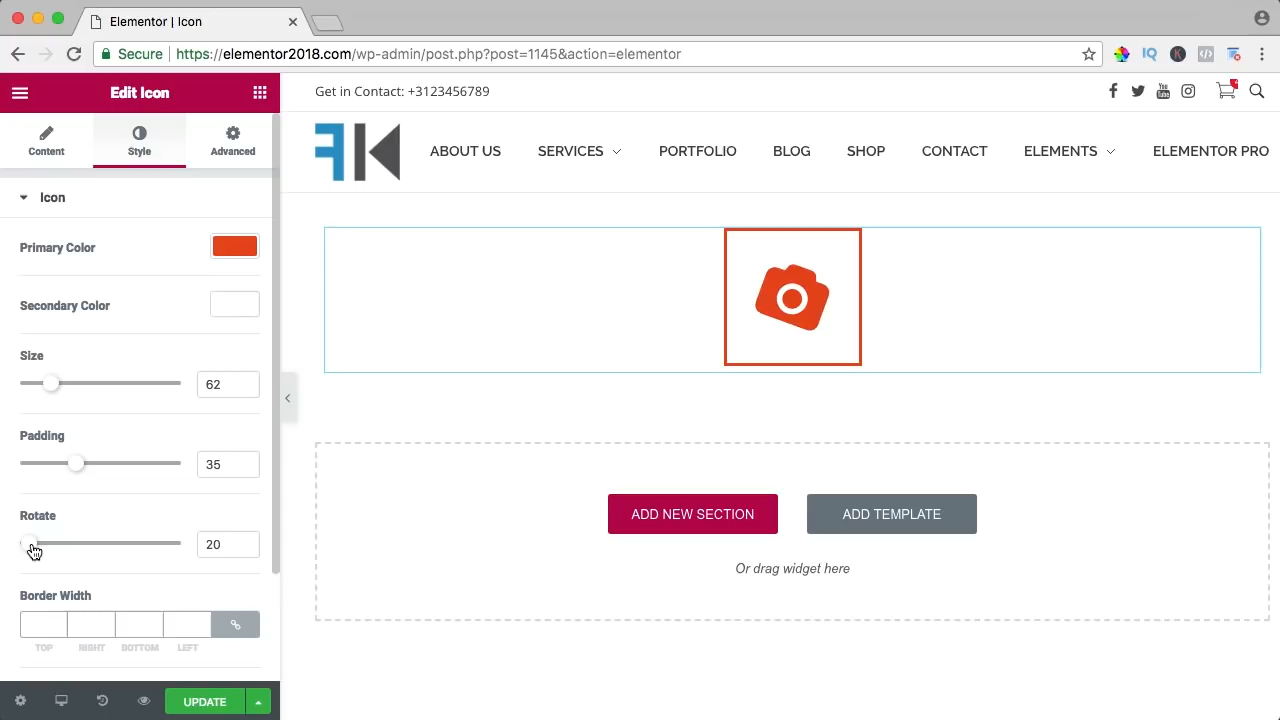 Elementor | Icon
Secure | https://elementor2018.com/wp-admin/post.php?post=1145&action=elementor
Edit Icon
Content Style Advanced
Icon
Primary Color
Secondary Color
Size
62
Padding
35
Rotate
20
Border Width
TOP RIGHT BOTTOM LEFT
UPDATE
Get in Contact: +3123456789
FK
ABOUT US SERVICES PORTFOLIO BLOG SHOP CONTACT ELEMENTS ELEMENTOR PRO
ADD NEW SECTION ADD TEMPLATE
Or drag widget here